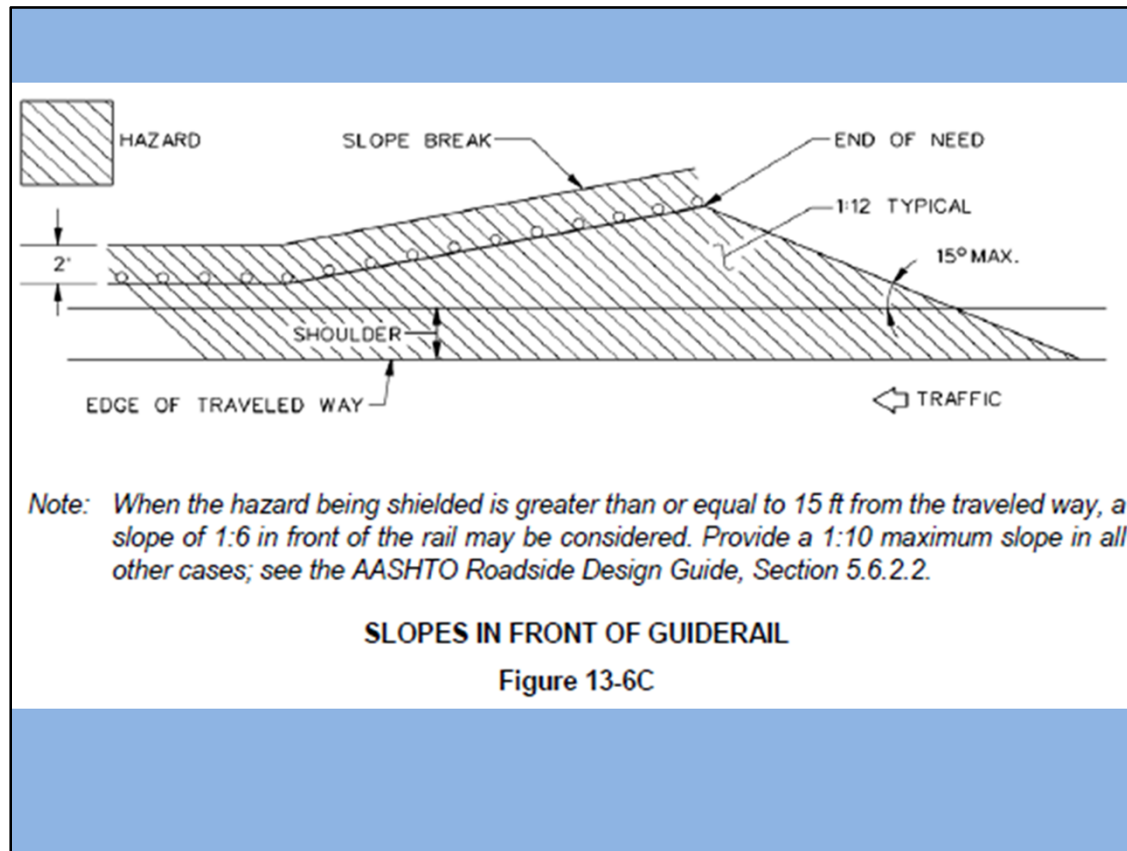 HAZARD
SLOPE BREAK
END OF NEED
1:12 TYPICAL
2'
15° MAX.
SHOULDER
EDGE OF TRAVELED WAY
TRAFFIC
Note: When the hazard being shielded is greater than or equal to 15 ft from the traveled way, a
slope of 1:6 in front of the rail may be considered. Provide a 1:10 maximum slope in all
other cases; see the AASHTO Roadside Design Guide, Section 5.6.2.2.
SLOPES IN FRONT OF GUIDERAIL
Figure 13-6C